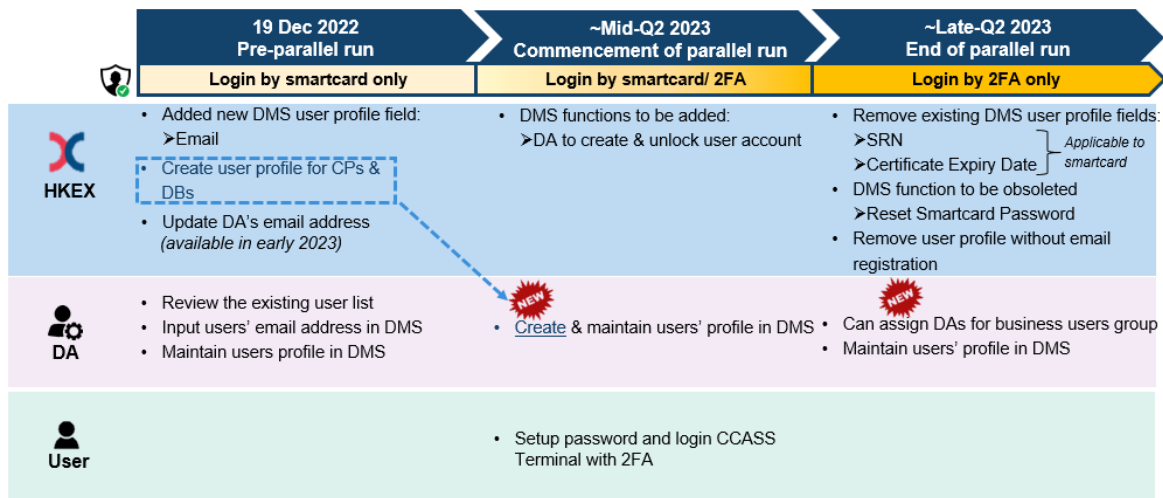 19 Dec 2022
Pre-parallel run
~Mid-Q2 2023
Commencement of parallel run
~Late-Q2 2023
End of parallel run
Login by smartcard only
Login by smartcard/ 2FA
Login by 2FA only
HKEX
• Added new DMS user profile field:
➢Email
• Create user profile for CPs &
DBs
• Update DA's email address
(available in early 2023)
• DMS functions to be added:
➢DA to create & unlock user account
• Remove existing DMS user profile fields:
➢SRN
➢Certificate Expiry Date
Applicable to
smartcard
• DMS function to be obsoleted
➢Reset Smartcard Password
• Remove user profile without email
registration
DA
• Review the existing user list
• Input users' email address in DMS
• Maintain users profile in DMS
NEW
• Create & maintain users' profile in DMS
NEW
• Can assign DAs for business users group
• Maintain users' profile in DMS
User
• Setup password and login CCASS
Terminal with 2FA